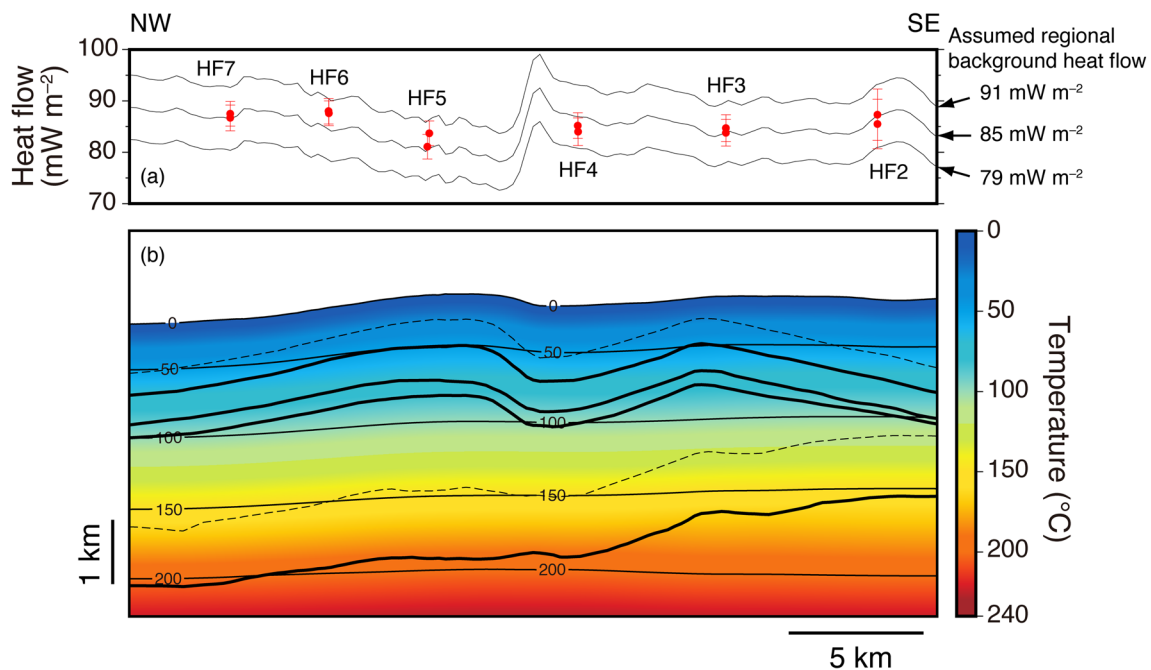 NW
SE
Assumed regional
background heat flow
91 mW m⁻²
85 mW m⁻²
79 mW m⁻²
Heat flow
(mW m⁻²)
100
90
80
70
HF7
HF6
HF5
HF4
HF3
HF2
(a)
(b)
0
0
50
50
100
100
150
150
200
200
1 km
5 km
0
50
100
150
200
240
Temperature (°C)